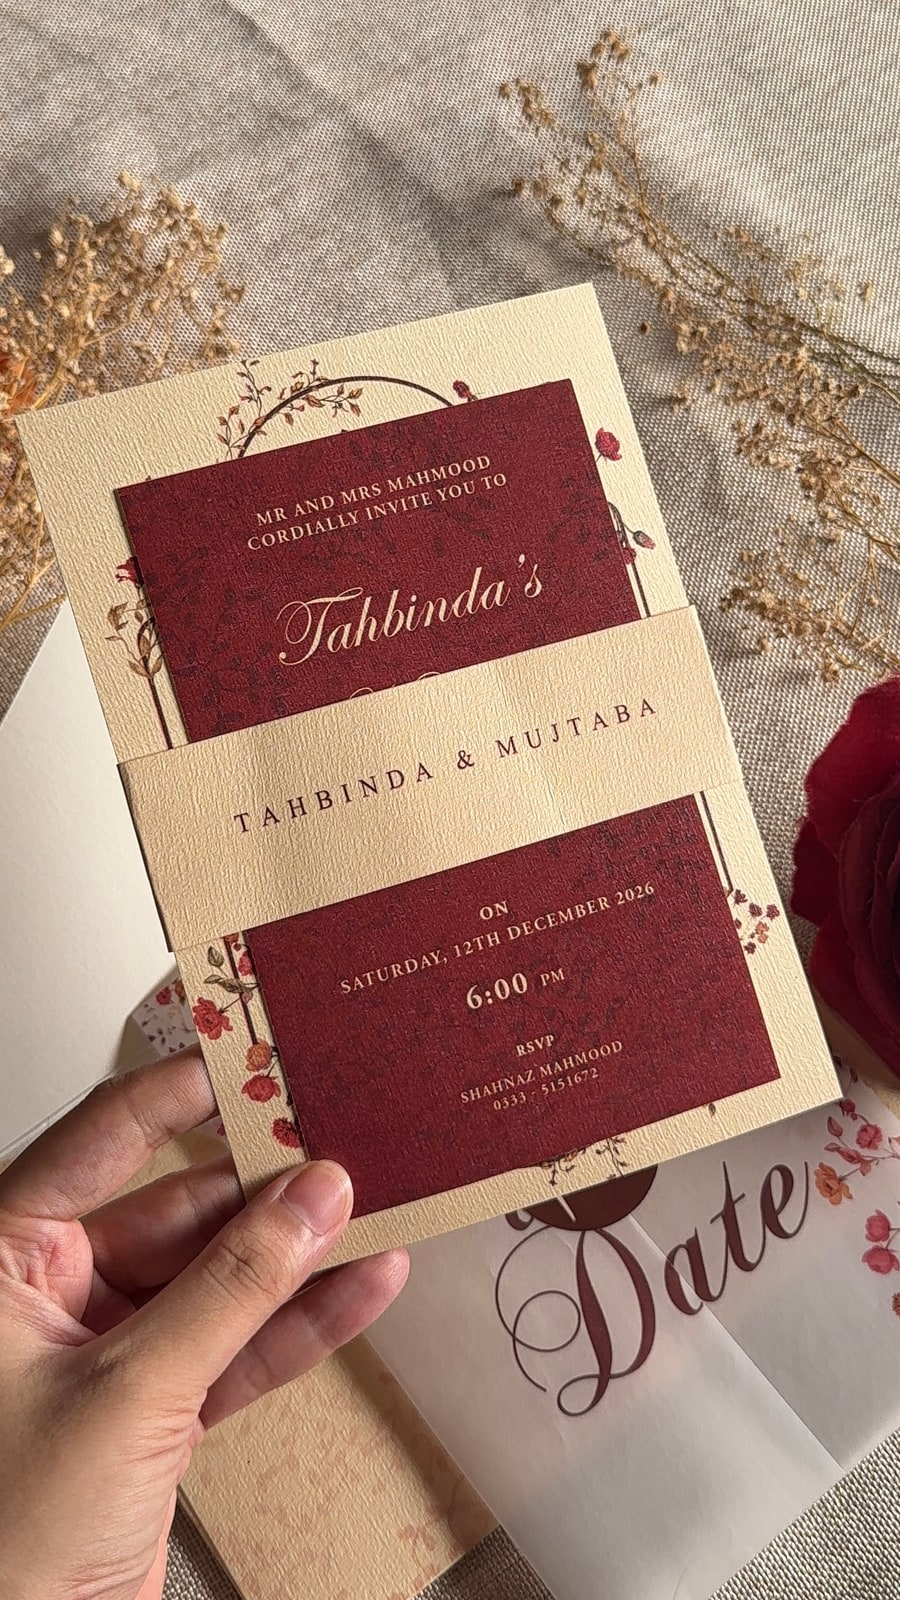 MR AND MRS MAHMOOD
CORDIALLY INVITE YOU TO
Tahbinda's
TAHBINDA & MUJTABA
ON
SATURDAY, 12TH DECEMBER 2026
6:00 PM
RSVP
SHAHNAZ MAHMOOD
0333 - 5151672
Date